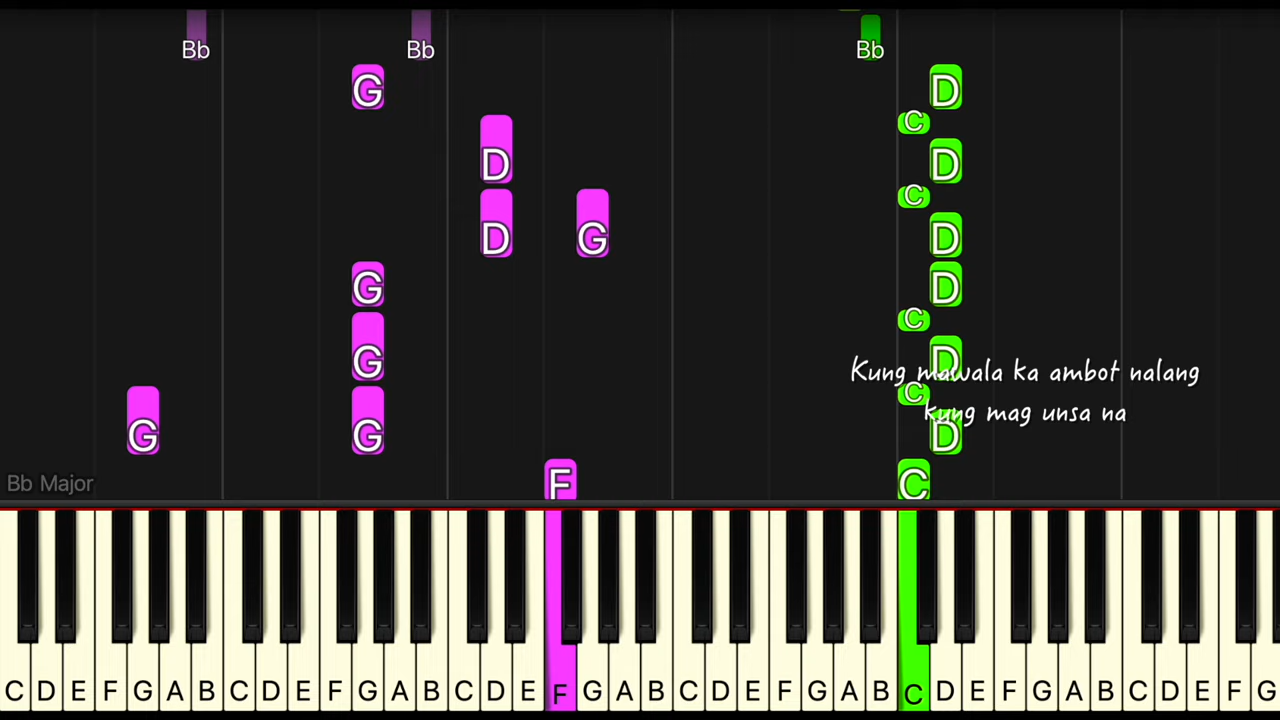 Bb Bb Bb
G D
C
D D
C
D G D
G D
C
G D
Kung mawala ka ambot nalang
C
kung mag unsa na
G G D
Bb Major
F C
C D E F G A B C D E F G A B C D E F G A B C D E F G A B C D E F G A B C D E F G